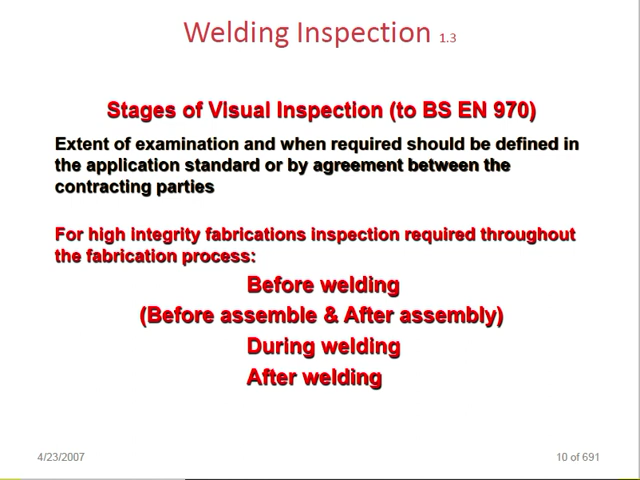 Welding Inspection 1.3
Stages of Visual Inspection (to BS EN 970)
Extent of examination and when required should be defined in
the application standard or by agreement between the
contracting parties
For high integrity fabrications inspection required throughout
the fabrication process:
Before welding
(Before assemble & After assembly)
During welding
After welding
4/23/2007
10 of 691